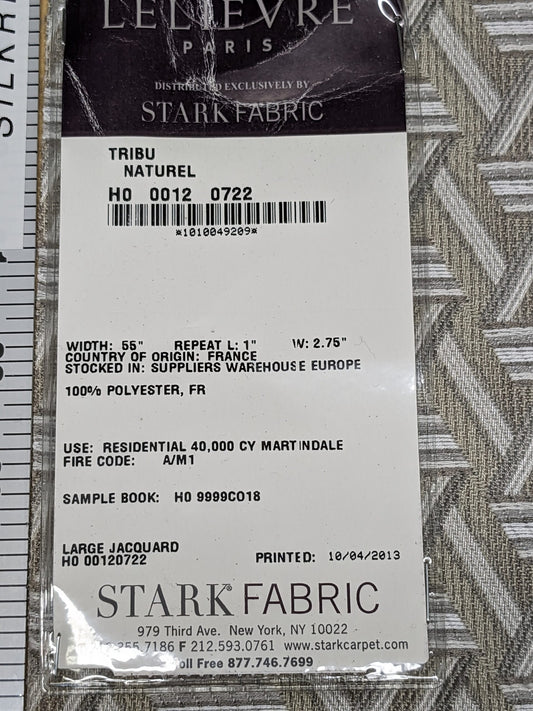 LELIEVRE
PARIS
DISTRIBUTED EXCLUSIVELY BY
STARK FABRIC
TRIBU
NATUREL
H0 0012 0722
*1010049209*
WIDTH: 55" REPEAT L: 1" W: 2.75"
COUNTRY OF ORIGIN: FRANCE
STOCKED IN: SUPPLIERS WAREHOUSE EUROPE
100% POLYESTER, FR
USE: RESIDENTIAL 40,000 CY MARTINDALE
FIRE CODE: A/M1
SAMPLE BOOK: H0 9999C018
LARGE JACQUARD
H0 00120722 PRINTED: 10/04/2013
STARK FABRIC
979 Third Ave. New York, NY 10022
7186 F 212.593.0761 www.starkcarpet.com
Toll Free 877.746.7699